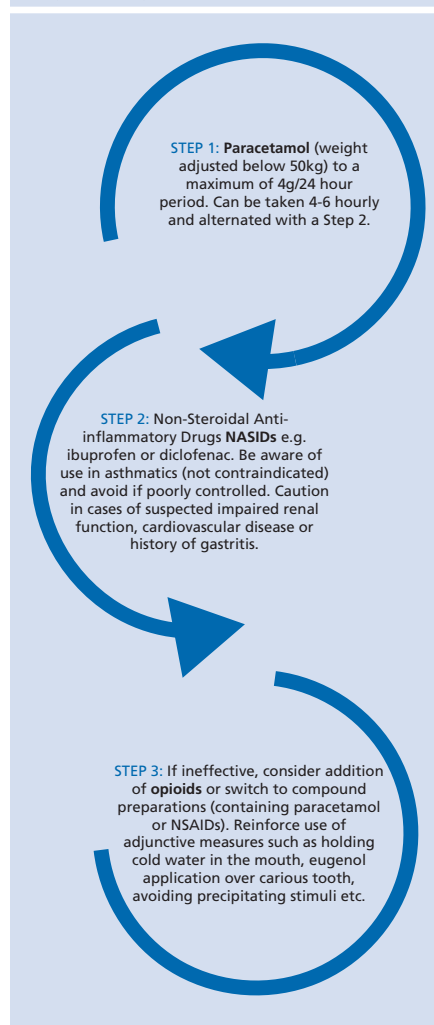 STEP 1: Paracetamol (weight
adjusted below 50kg) to a
maximum of 4g/24 hour
period. Can be taken 4-6 hourly
and alternated with a Step 2.
STEP 2: Non-Steroidal Anti-
inflammatory Drugs NASIDs e.g.
ibuprofen or diclofenac. Be aware of
use in asthmatics (not contraindicated)
and avoid if poorly controlled. Caution
in cases of suspected impaired renal
function, cardiovascular disease or
history of gastritis.
STEP 3: If ineffective, consider addition
of opioids or switch to compound
preparations (containing paracetamol
or NSAIDs). Reinforce use of
adjunctive measures such as holding
cold water in the mouth, eugenol
application over carious tooth,
avoiding precipitating stimuli etc.